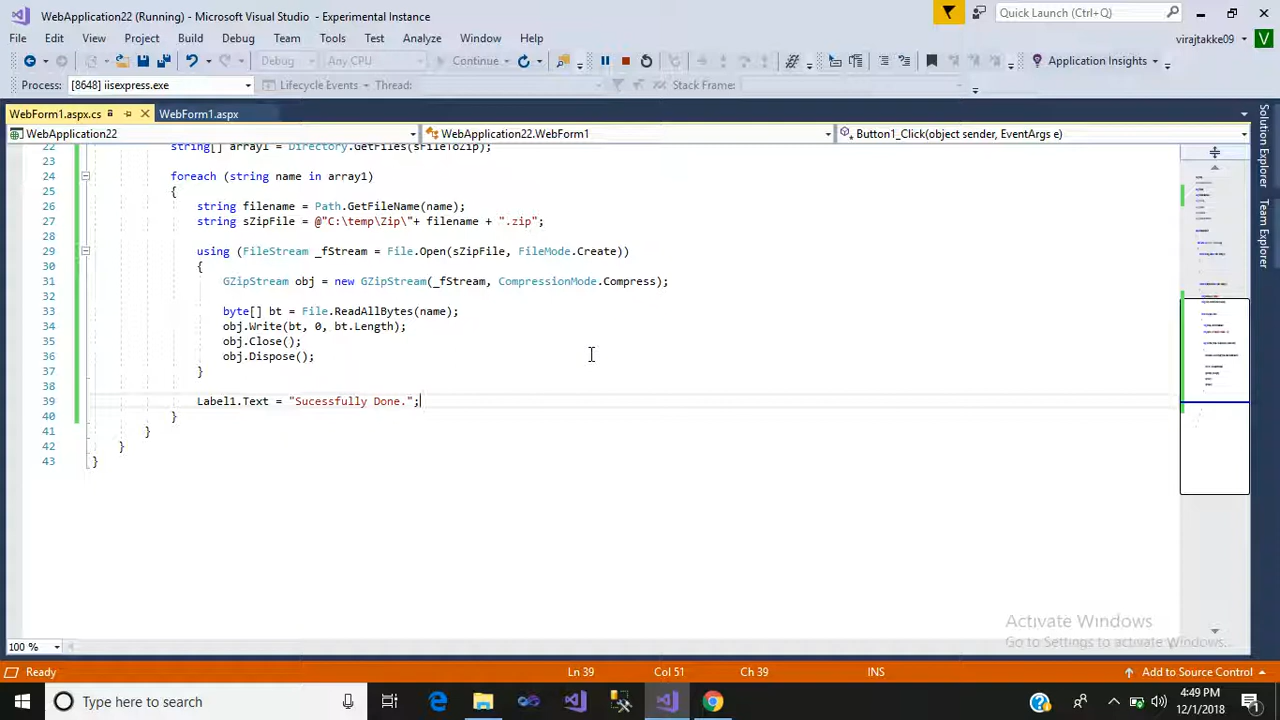 WebApplication22 (Running) - Microsoft Visual Studio - Experimental Instance
Quick Launch (Ctrl+Q)
File Edit View Project Build Debug Team Tools Test Analyze Window Help
virajtakke09 V
Debug Any CPU Continue Application Insights
Process: [8648] iisexpress.exe Lifecycle Events Thread: Stack Frame:
WebForm1.aspx.cs WebForm1.aspx
WebApplication22 WebApplication22.WebForm1 Button1_Click(object sender, EventArgs e)
Solution Explorer
Team Explorer
22 string[] array1 = Directory.GetFiles(sFileToZip);
23
24 foreach (string name in array1)
25 {
26 string filename = Path.GetFileName(name);
27 string sZipFile = @"C:\temp\Zip\"+ filename + ".zip";
28
29 using (FileStream _fStream = File.Open(sZipFile, FileMode.Create))
30 {
31 GZipStream obj = new GZipStream(_fStream, CompressionMode.Compress);
32
33 byte[] bt = File.ReadAllBytes(name);
34 obj.Write(bt, 0, bt.Length);
35 obj.Close();
36 obj.Dispose();
37 }
38
39 Label1.Text = "Sucessfully Done.";
40 }
41 }
42 }
43 }
Activate Windows
Go to Settings to activate Windows.
100 %
Ready Ln 39 Col 51 Ch 39 INS Add to Source Control
Type here to search
4:49 PM
12/1/2018